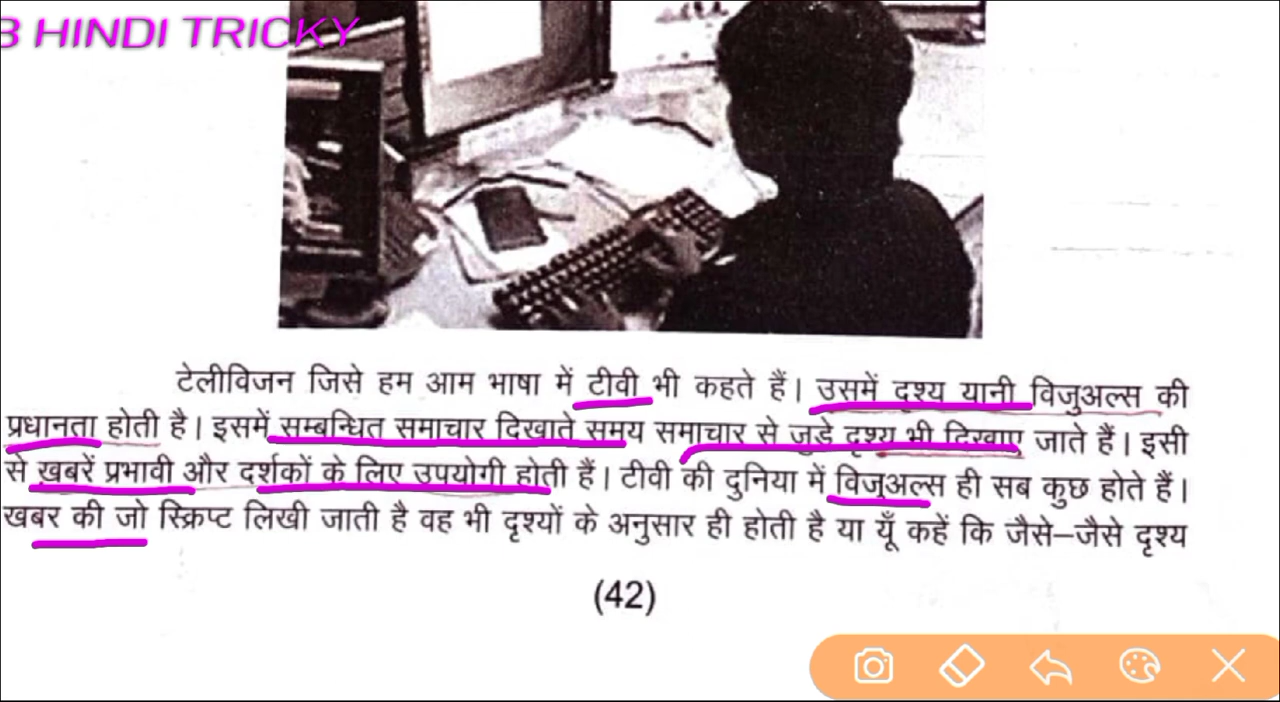 3 HINDI TRICKY
टेलीविजन जिसे हम आम भाषा में टीवी भी कहते हैं। उसमें दृश्य यानी विजुअल्स की
प्रधानता होती है। इसमें सम्बन्धित समाचार दिखाते समय समाचार से जुड़े दृश्य भी दिखाए जाते हैं। इसी
से खबरें प्रभावी और दर्शकों के लिए उपयोगी होती हैं। टीवी की दुनिया में विजुअल्स ही सब कुछ होते हैं।
खबर की जो स्क्रिप्ट लिखी जाती है वह भी दृश्यों के अनुसार ही होती है या यूँ कहें कि जैसे–जैसे दृश्य
(42)